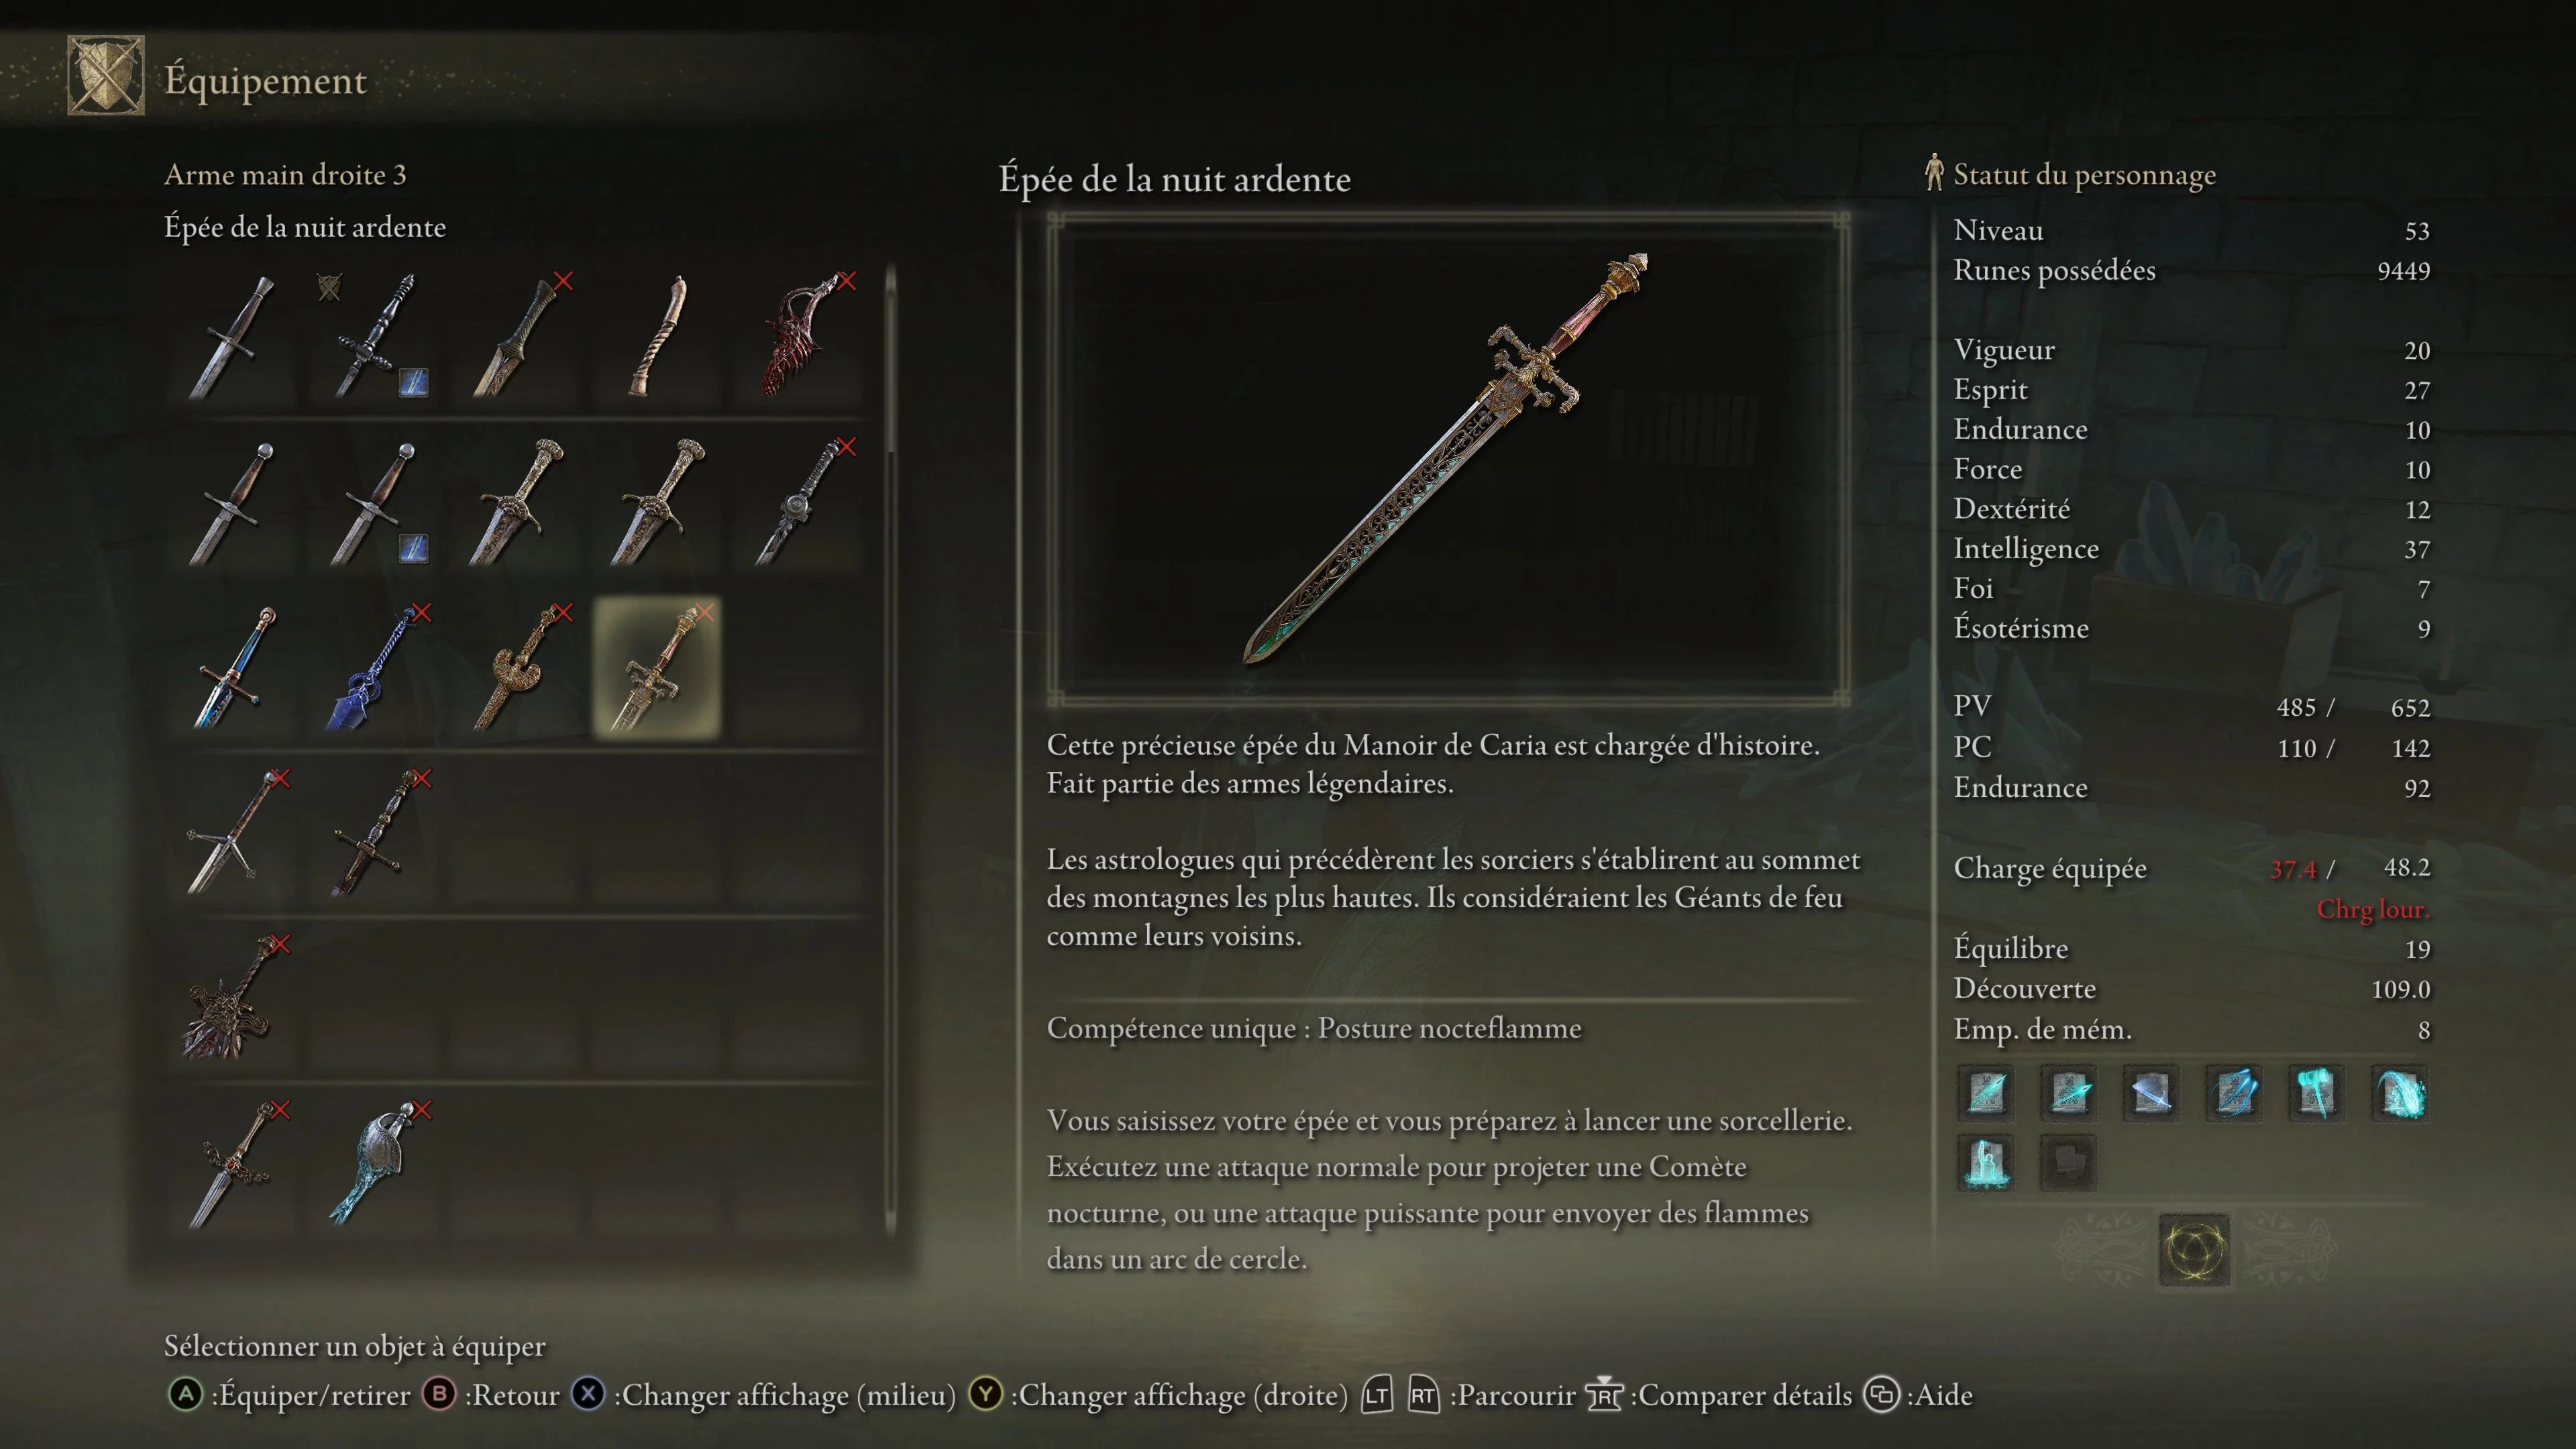 Équipement
Arme main droite 3
Épée de la nuit ardente
Épée de la nuit ardente
Cette précieuse épée du Manoir de Caria est chargée d'histoire.
Fait partie des armes légendaires.
Les astrologues qui précédèrent les sorciers s'établirent au sommet
des montagnes les plus hautes. Ils considéraient les Géants de feu
comme leurs voisins.
Compétence unique : Posture nocteflamme
Vous saisissez votre épée et vous préparez à lancer une sorcellerie.
Exécutez une attaque normale pour projeter une Comète
nocturne, ou une attaque puissante pour envoyer des flammes
dans un arc de cercle.
Statut du personnage
Niveau 53
Runes possédées 9449
Vigueur 20
Esprit 27
Endurance 10
Force 10
Dextérité 12
Intelligence 37
Foi 7
Ésotérisme 9
PV 485 / 652
PC 110 / 142
Endurance 92
Charge équipée 37.4 / 48.2
Chrg lour.
Équilibre 19
Découverte 109.0
Emp. de mém. 8
Sélectionner un objet à équiper
A :Équiper/retirer B :Retour X :Changer affichage (milieu) Y :Changer affichage (droite) LT RT :Parcourir R :Comparer détails :Aide